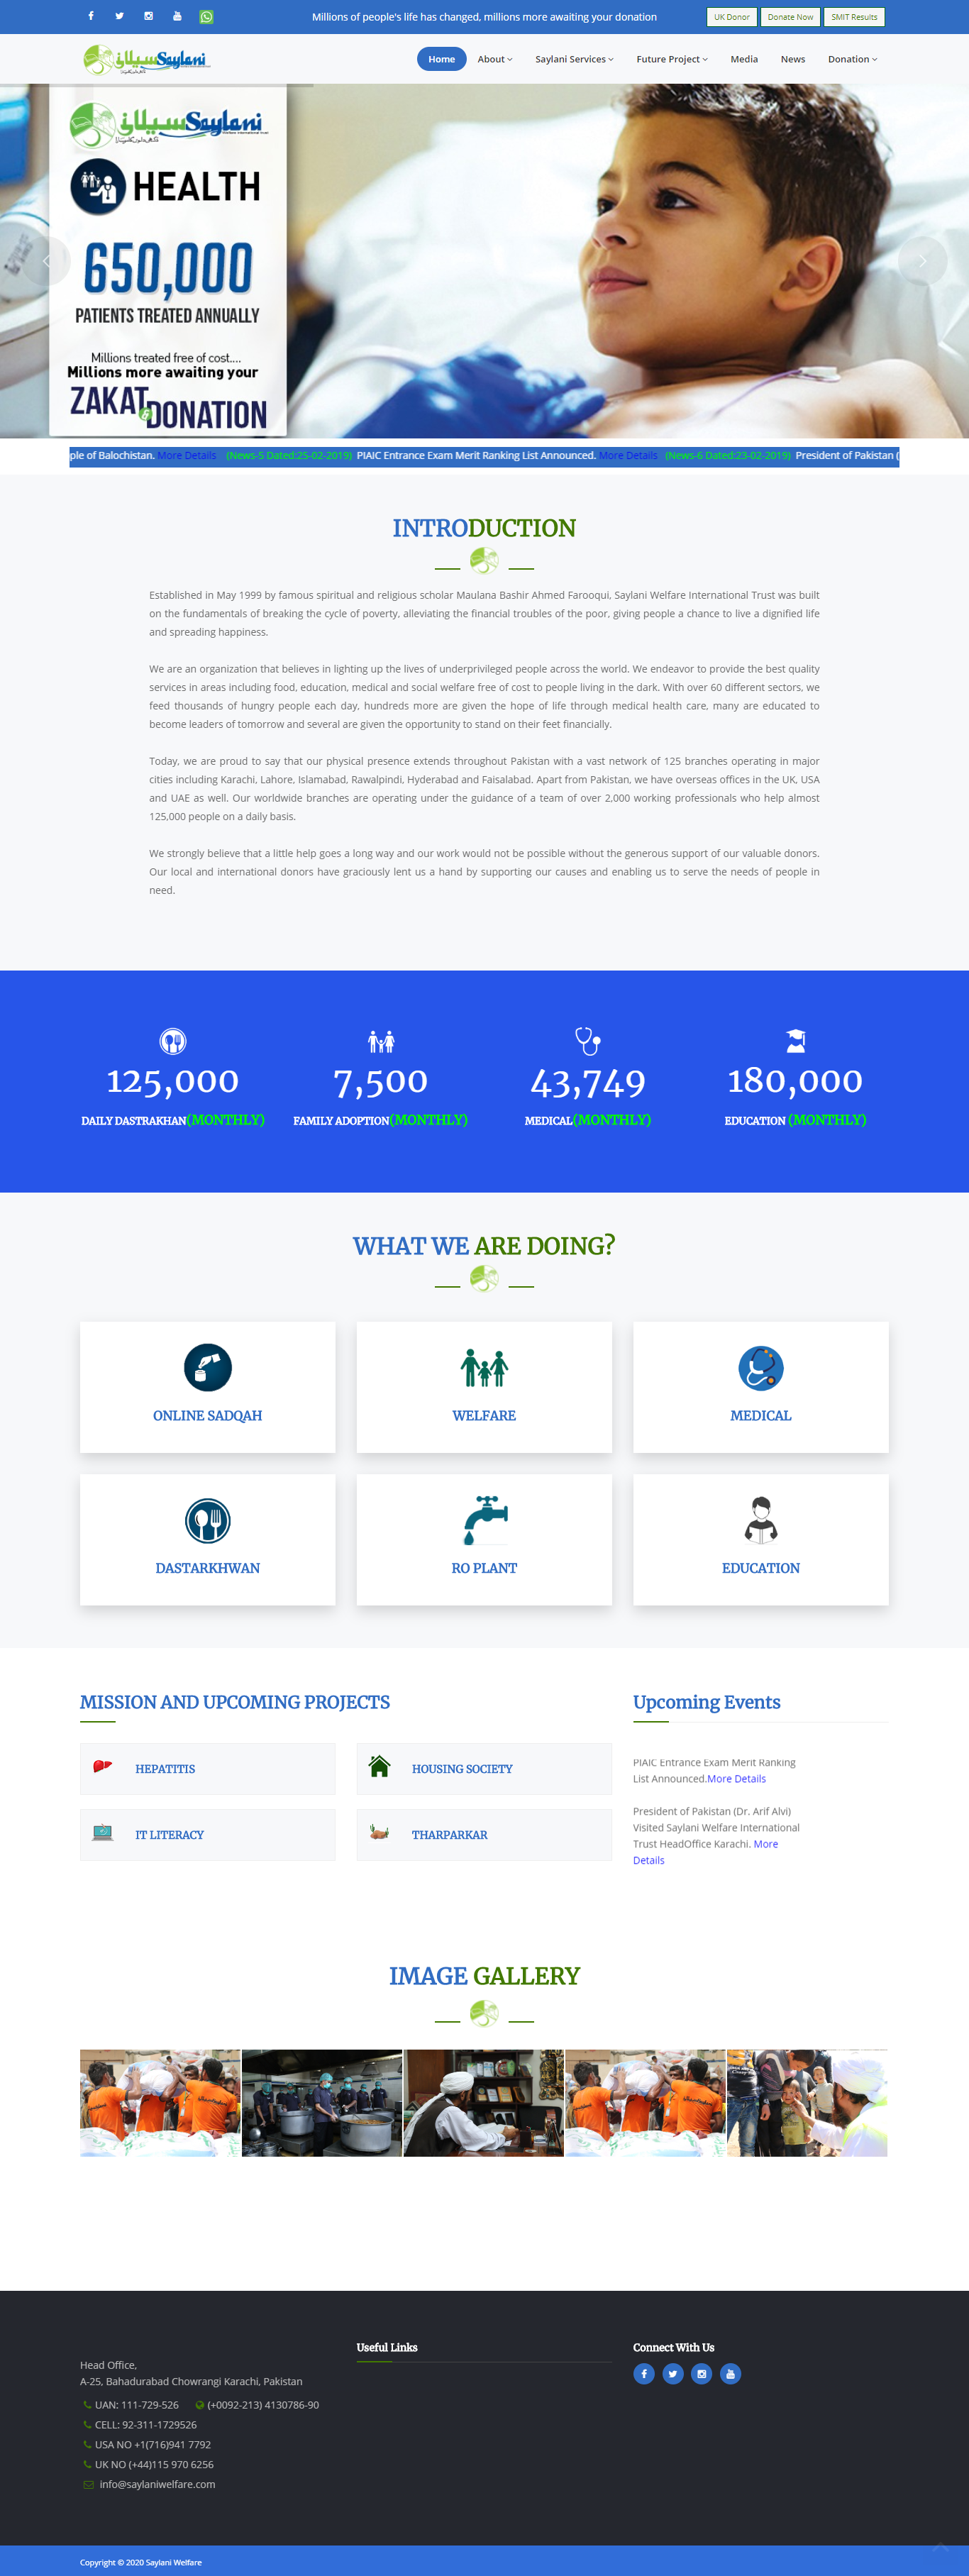 Millions of people's life has changed, millions more awaiting your donation
UK Donor Donate Now SMIT Results
سیلانی Saylani
Home About Saylani Services Future Project Media News Donation
سیلانی Saylani
HEALTH
650,000
PATIENTS TREATED ANNUALLY
Millions treated free of cost....
Millions more awaiting your
ZAKAT
DONATION
ple of Balochistan. More Details (News-5 Dated:25-02-2019) PIAIC Entrance Exam Merit Ranking List Announced. More Details (News-6 Dated:23-02-2019) President of Pakistan (
INTRODUCTION
Established in May 1999 by famous spiritual and religious scholar Maulana Bashir Ahmed Farooqui, Saylani Welfare International Trust was built
on the fundamentals of breaking the cycle of poverty, alleviating the financial troubles of the poor, giving people a chance to live a dignified life
and spreading happiness.
We are an organization that believes in lighting up the lives of underprivileged people across the world. We endeavor to provide the best quality
services in areas including food, education, medical and social welfare free of cost to people living in the dark. With over 60 different sectors, we
feed thousands of hungry people each day, hundreds more are given the hope of life through medical health care, many are educated to
become leaders of tomorrow and several are given the opportunity to stand on their feet financially.
Today, we are proud to say that our physical presence extends throughout Pakistan with a vast network of 125 branches operating in major
cities including Karachi, Lahore, Islamabad, Rawalpindi, Hyderabad and Faisalabad. Apart from Pakistan, we have overseas offices in the UK, USA
and UAE as well. Our worldwide branches are operating under the guidance of a team of over 2,000 working professionals who help almost
125,000 people on a daily basis.
We strongly believe that a little help goes a long way and our work would not be possible without the generous support of our valuable donors.
Our local and international donors have graciously lent us a hand by supporting our causes and enabling us to serve the needs of people in
need.
125,000 7,500 43,749 180,000
DAILY DASTRAKHAN(MONTHLY) FAMILY ADOPTION(MONTHLY) MEDICAL(MONTHLY) EDUCATION (MONTHLY)
WHAT WE ARE DOING?
ONLINE SADQAH WELFARE MEDICAL
DASTARKHWAN RO PLANT EDUCATION
MISSION AND UPCOMING PROJECTS
HEPATITIS HOUSING SOCIETY
IT LITERACY THARPARKAR
Upcoming Events
PIAIC Entrance Exam Merit Ranking
List Announced.More Details
President of Pakistan (Dr. Arif Alvi)
Visited Saylani Welfare International
Trust HeadOffice Karachi. More
Details
IMAGE GALLERY
Head Office,
A-25, Bahadurabad Chowrangi Karachi, Pakistan
UAN: 111-729-526 (+0092-213) 4130786-90
CELL: 92-311-1729526
USA NO +1(716)941 7792
UK NO (+44)115 970 6256
info@saylaniwelfare.com
Useful Links
Connect With Us
Copyright © 2020 Saylani Welfare